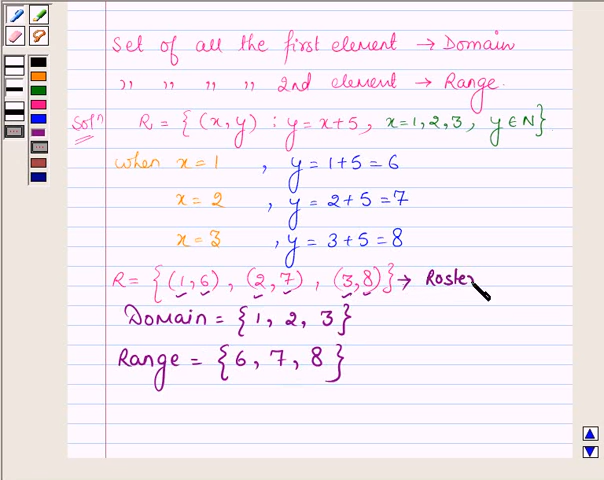 Set of all the first element → Domain
,, ,, ,, ,, 2nd element → Range
Solⁿ R = { (x, y) : y = x+5 , x = 1, 2, 3 , y ∈ N }
when x = 1 , y = 1+5 = 6
x = 2 , y = 2+5 = 7
x = 3 , y = 3+5 = 8
R = { (1, 6) , (2, 7) , (3, 8) } → Roster
Domain = { 1, 2, 3 }
Range = { 6, 7, 8 }